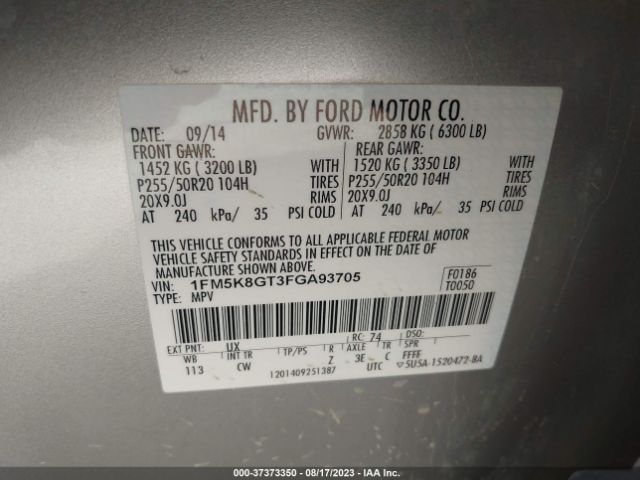 MFD. BY FORD MOTOR CO.
DATE: 09/14 GVWR: 2858 KG ( 6300 LB)
FRONT GAWR: REAR GAWR:
1452 KG ( 3200 LB) WITH 1520 KG ( 3350 LB) WITH
P255/50R20 104H TIRES P255/50R20 104H TIRES
20X9.0J RIMS 20X9.0J RIMS
AT 240 kPa/ 35 PSI COLD AT 240 kPa/ 35 PSI COLD
THIS VEHICLE CONFORMS TO ALL APPLICABLE FEDERAL MOTOR
VEHICLE SAFETY STANDARDS IN EFFECT ON THE DATE OF
MANUFACTURE SHOWN ABOVE.
VIN: 1FM5K8GT3FGA93705 F0186
TYPE: MPV T0050
EXT PNT: UX RC: 74 DSO:
WB INT TR TP/PS R AXLE TR SPR
113 CW Z 3E C FFFF
1201409251387 UTC ▽5U5A-1520472-BA
000-37373350 - 08/17/2023 - IAA Inc.